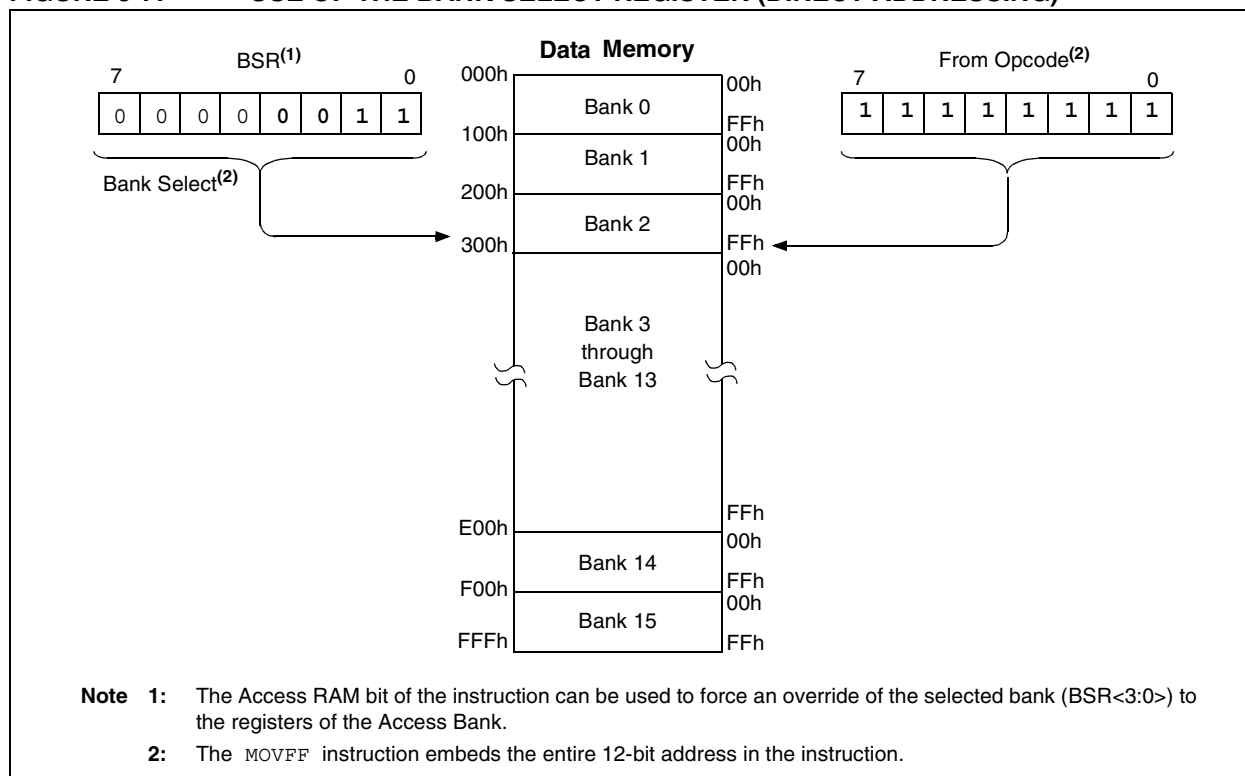 Data Memory
BSR(1)
7 0
0 0 0 0 0 0 1 1
Bank Select(2)
From Opcode(2)
7 0
1 1 1 1 1 1 1 1
000h
00h
Bank 0
FFh
100h
00h
Bank 1
FFh
200h
00h
Bank 2
FFh
300h
00h
Bank 3
through
Bank 13
FFh
E00h
00h
Bank 14
FFh
F00h
00h
Bank 15
FFFh
FFh
Note 1: The Access RAM bit of the instruction can be used to force an override of the selected bank (BSR<3:0>) to
the registers of the Access Bank.
2: The MOVFF instruction embeds the entire 12-bit address in the instruction.